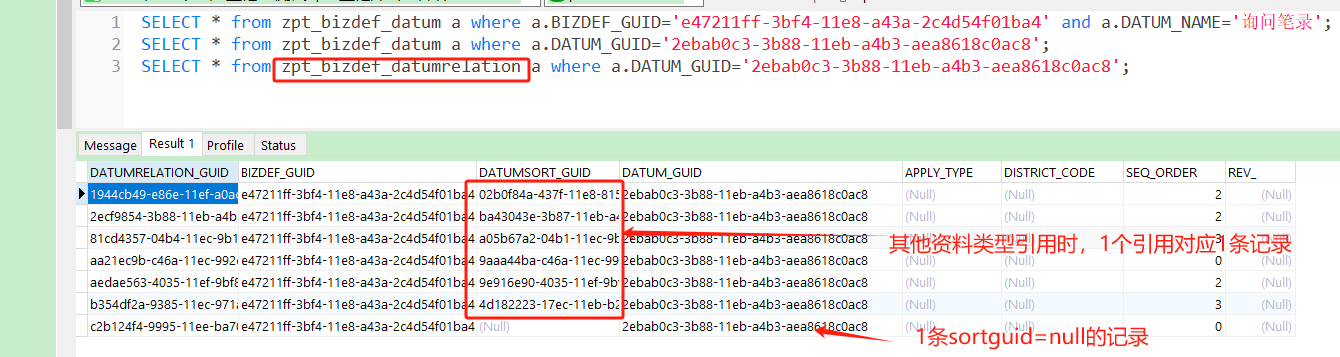 1 SELECT * from zpt_bizdef_datum a where a.BIZDEF_GUID='e47211ff-3bf4-11e8-a43a-2c4d54f01ba4' and a.DATUM_NAME='询问笔录';
2 SELECT * from zpt_bizdef_datum a where a.DATUM_GUID='2ebab0c3-3b88-11eb-a4b3-aea8618c0ac8';
3 SELECT * from zpt_bizdef_datumrelation a where a.DATUM_GUID='2ebab0c3-3b88-11eb-a4b3-aea8618c0ac8';
Message Result 1 Profile Status
DATUMRELATION_GUID BIZDEF_GUID DATUMSORT_GUID DATUM_GUID APPLY_TYPE DISTRICT_CODE SEQ_ORDER REV_
1944cb49-e86e-11ef-a0a e47211ff-3bf4-11e8-a43a-2c4d54f01ba4 02b0f84a-437f-11e8-815 2ebab0c3-3b88-11eb-a4b3-aea8618c0ac8 (Null) (Null) 2 (Null)
2ecf9854-3b88-11eb-a4b e47211ff-3bf4-11e8-a43a-2c4d54f01ba4 ba43043e-3b87-11eb-a4 2ebab0c3-3b88-11eb-a4b3-aea8618c0ac8 (Null) (Null) 2 (Null)
81cd4357-04b4-11ec-9b1 e47211ff-3bf4-11e8-a43a-2c4d54f01ba4 a05b67a2-04b1-11ec-9b 2ebab0c3-3b88-11eb-a4b3-aea8618c0ac8
其他资料类型引用时，1个引用对应1条记录
aa21ec9b-c46a-11ec-992 e47211ff-3bf4-11e8-a43a-2c4d54f01ba4 9aaa44ba-c46a-11ec-99 2ebab0c3-3b88-11eb-a4b3-aea8618c0ac8 (Null) (Null) 0 (Null)
aedae563-4035-11ef-9bf8 e47211ff-3bf4-11e8-a43a-2c4d54f01ba4 9e916e90-4035-11ef-9b 2ebab0c3-3b88-11eb-a4b3-aea8618c0ac8 (Null) (Null) 2 (Null)
b354df2a-9385-11ec-971 e47211ff-3bf4-11e8-a43a-2c4d54f01ba4 4d182223-17ec-11eb-b2 2ebab0c3-3b88-11eb-a4b3-aea8618c0ac8 (Null) (Null) 3 (Null)
c2b124f4-9995-11ee-ba7 e47211ff-3bf4-11e8-a43a-2c4d54f01ba4 (Null) 2ebab0c3-3b88-11eb-a4b3-aea8618c0ac8 (Null) (Null) 0 (Null)
1条sortguid=null的记录